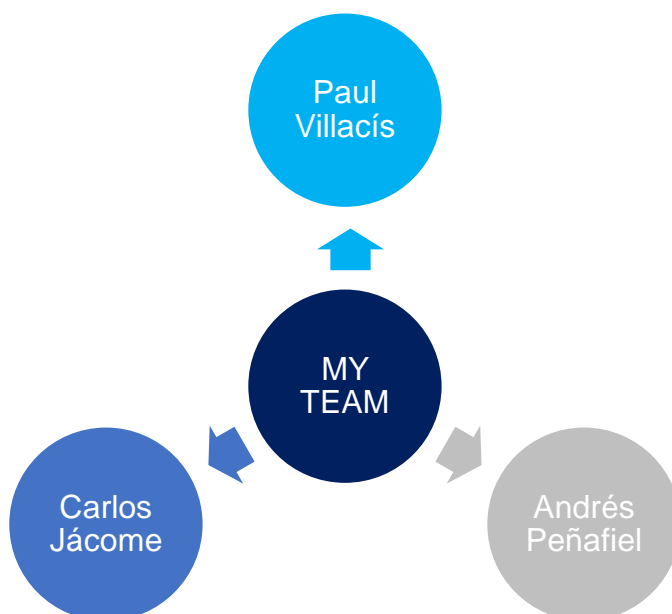 Paul
Villacís
MY
TEAM
Carlos
Jácome
Andrés
Peñafiel